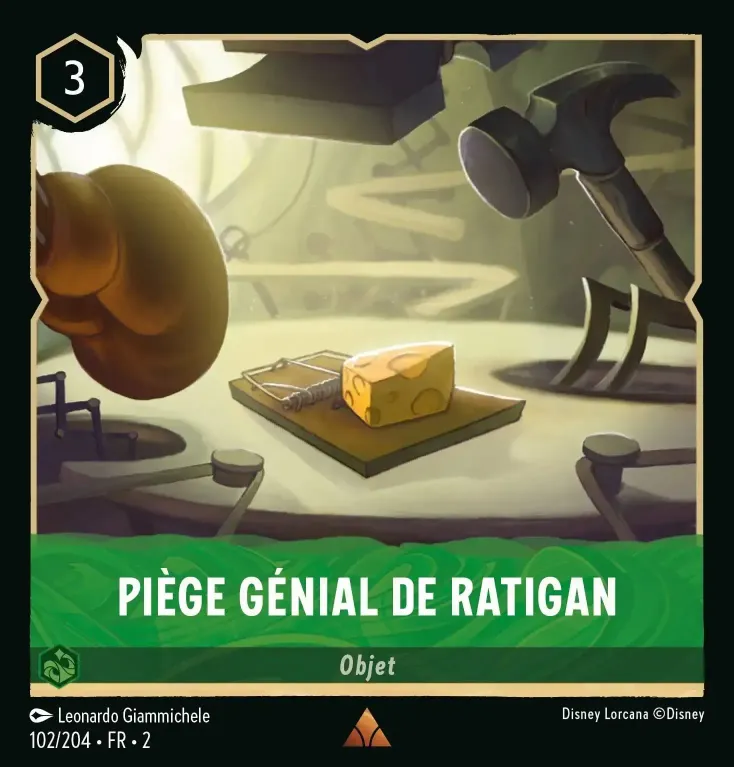 3
PIÈGE GÉNIAL DE RATIGAN
Objet
Leonardo Giammichele
Disney Lorcana ©Disney
102/204 • FR • 2